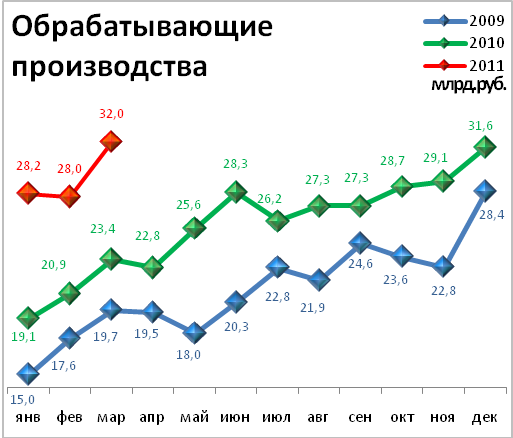 Обрабатывающие
производства
2009
2010
2011
млрд.руб.
28,2 28,0 32,0
19,1 20,9 23,4 22,8 25,6 28,3 26,2 27,3 27,3 28,7 29,1 31,6
15,0 17,6 19,7 19,5 18,0 20,3 22,8 21,9 24,6 23,6 22,8 28,4
янв фев мар апр май июн июл авг сен окт ноя дек